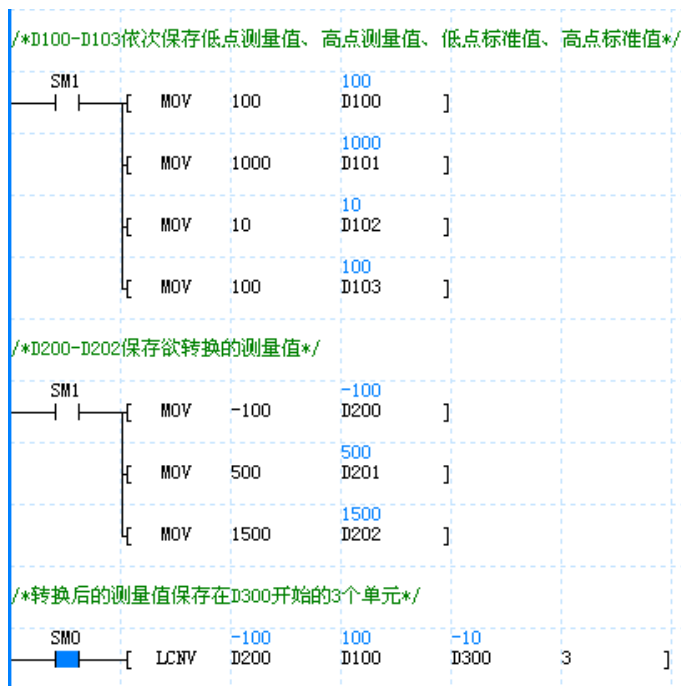 /*D100-D103依次保存低点测量值、高点测量值、低点标准值、高点标准值*/
SM1 100
[ MOV 100 D100 ]
1000
[ MOV 1000 D101 ]
10
[ MOV 10 D102 ]
100
[ MOV 100 D103 ]
/*D200-D202保存欲转换的测量值*/
SM1 -100
[ MOV -100 D200 ]
500
[ MOV 500 D201 ]
1500
[ MOV 1500 D202 ]
/*转换后的测量值保存在D300开始的3个单元*/
SM0 -100 100 -10
[ LCNV D200 D100 D300 3 ]